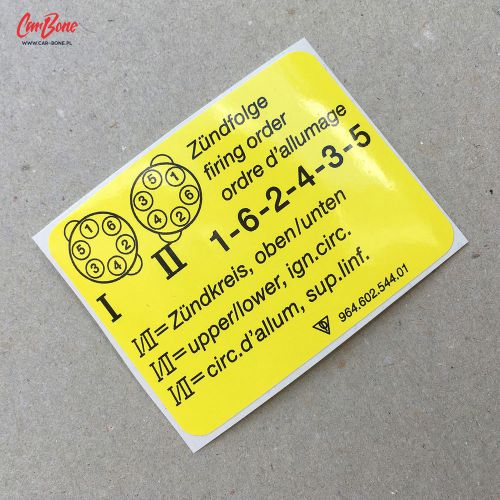 Car-Bone
WWW.CAR-BONE.PL
Zündfolge
firing order
ordre d'allumage
1-6-2-4-3-5
5 1
3 6
4 2
II
1 6
5 2
3 4
I
I/II=Zündkreis, oben/unten
I/II=upper/lower, ign.circ.
I/II=circ.d'allum, sup.linf.
964.602.544.01